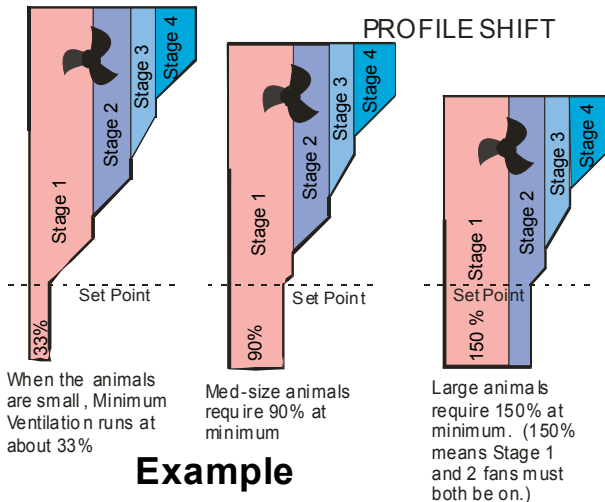 PROFILE SHIFT
Stage 1
Stage 2
Stage 3
Stage 4
Set Point
33%
When the animals
are small, Minimum
Ventilation runs at
about 33%
Stage 1
Stage 2
Stage 3
Stage 4
Set Point
90%
Med-size animals
require 90% at
minimum
Stage 1
Stage 2
Stage 3
Stage 4
Set Point
150 %
Large animals
require 150% at
minimum. (150%
means Stage 1
and 2 fans must
both be on.)
Example